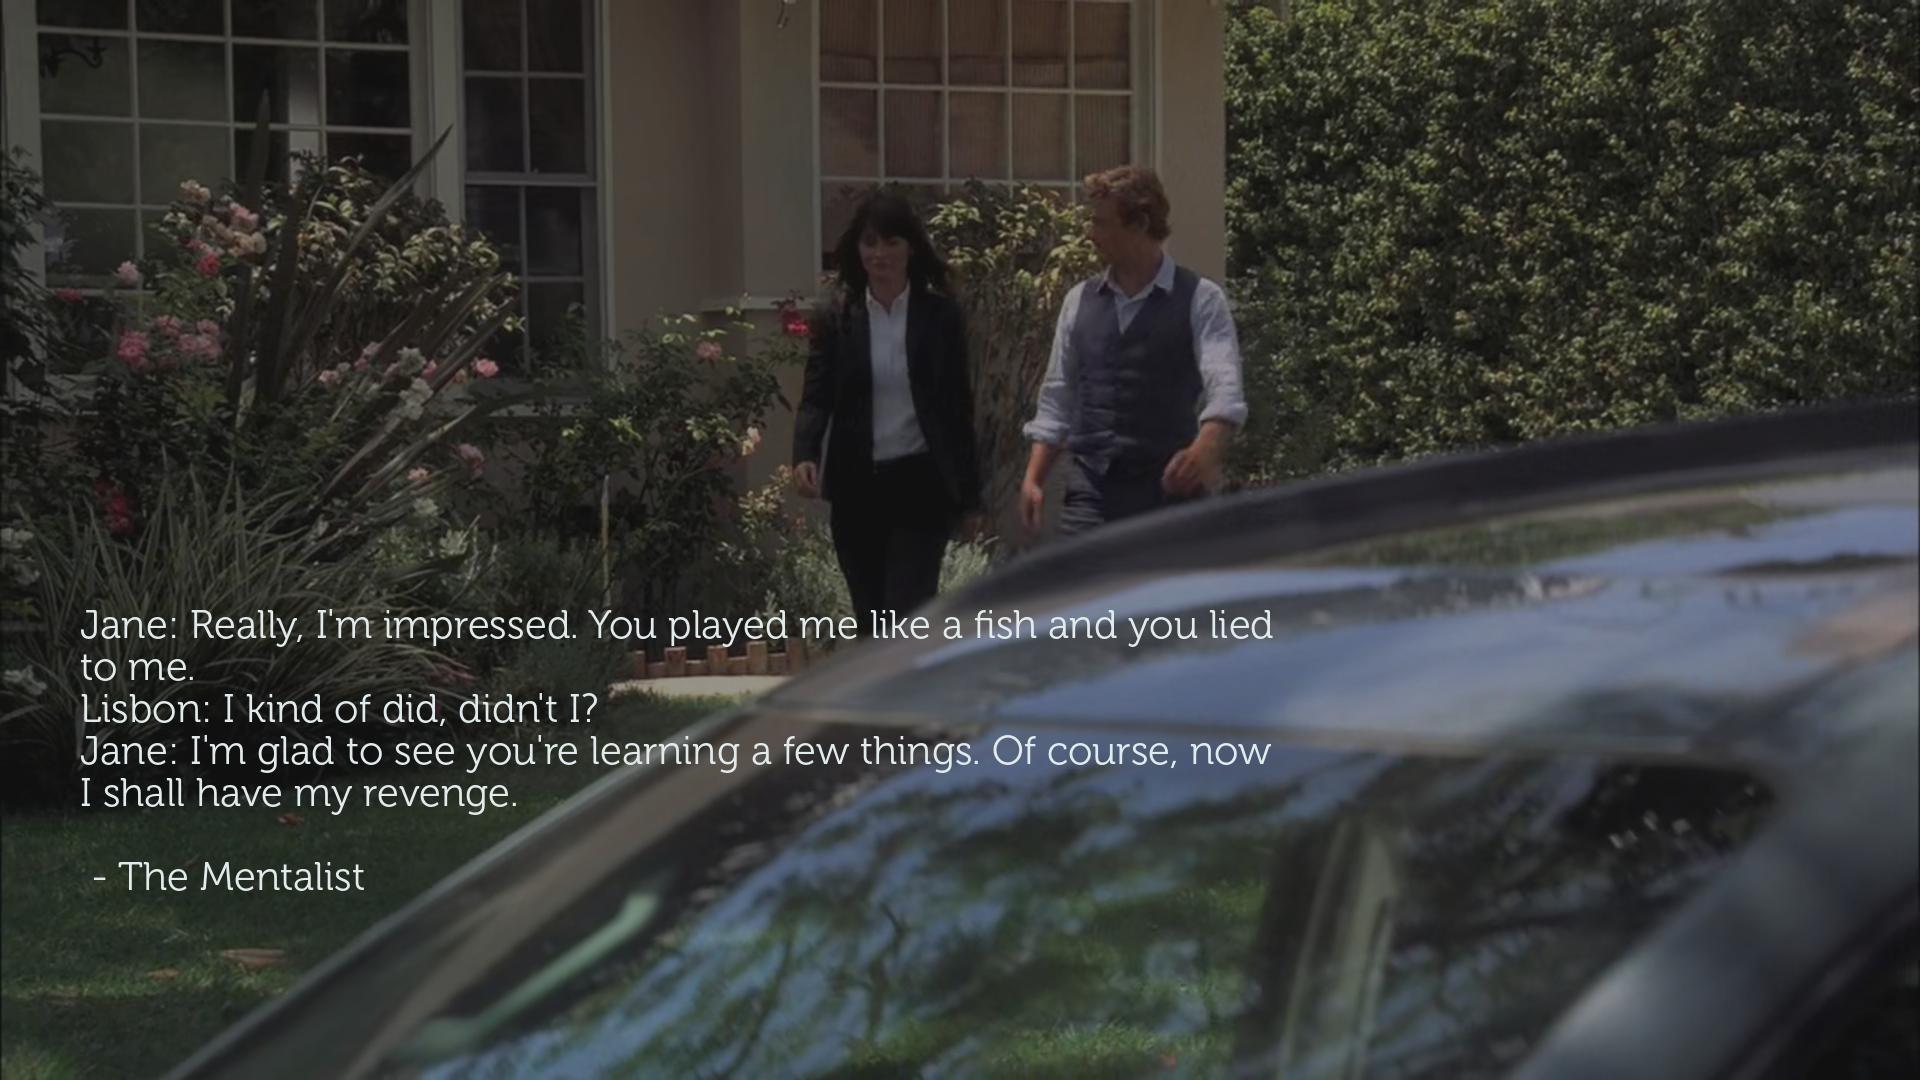 Jane: Really, I'm impressed. You played me like a fish and you lied
to me.
Lisbon: I kind of did, didn't I?
Jane: I'm glad to see you're learning a few things. Of course, now
I shall have my revenge.
- The Mentalist